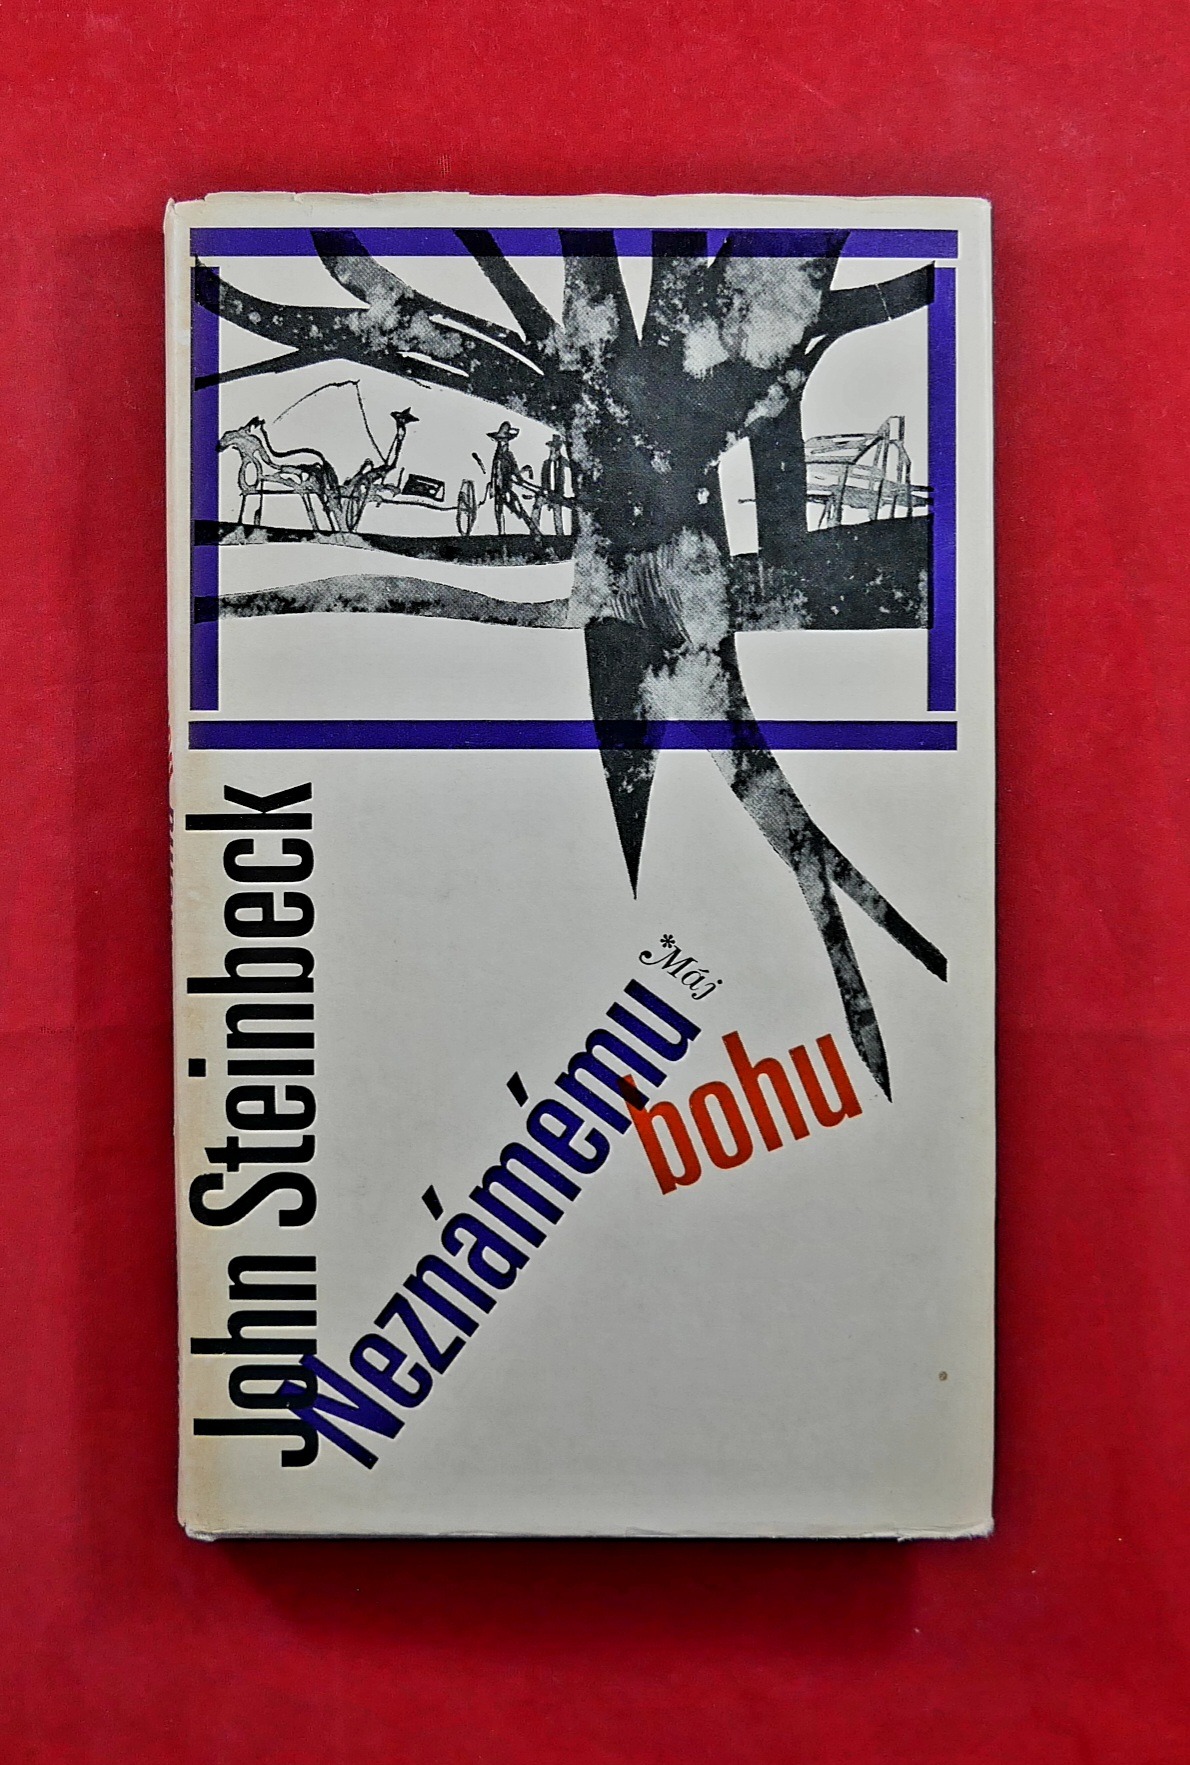 John Steinbeck
*Máj
Neznámému
bohu